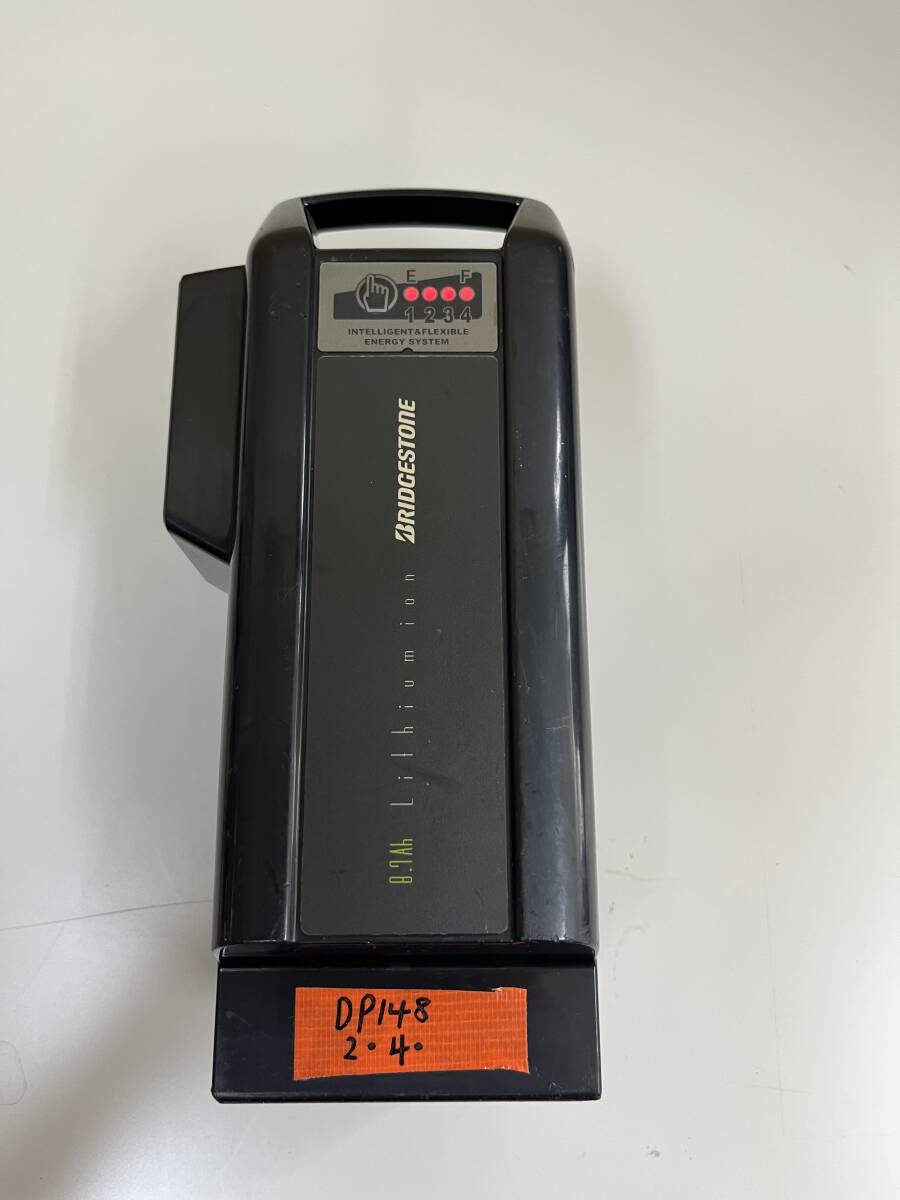 E F
1 2 3 4
INTELLIGENT&FLEXIBLE
ENERGY SYSTEM
BRIDGESTONE
Lithium ion
8.7Ah
DP148
2・4・